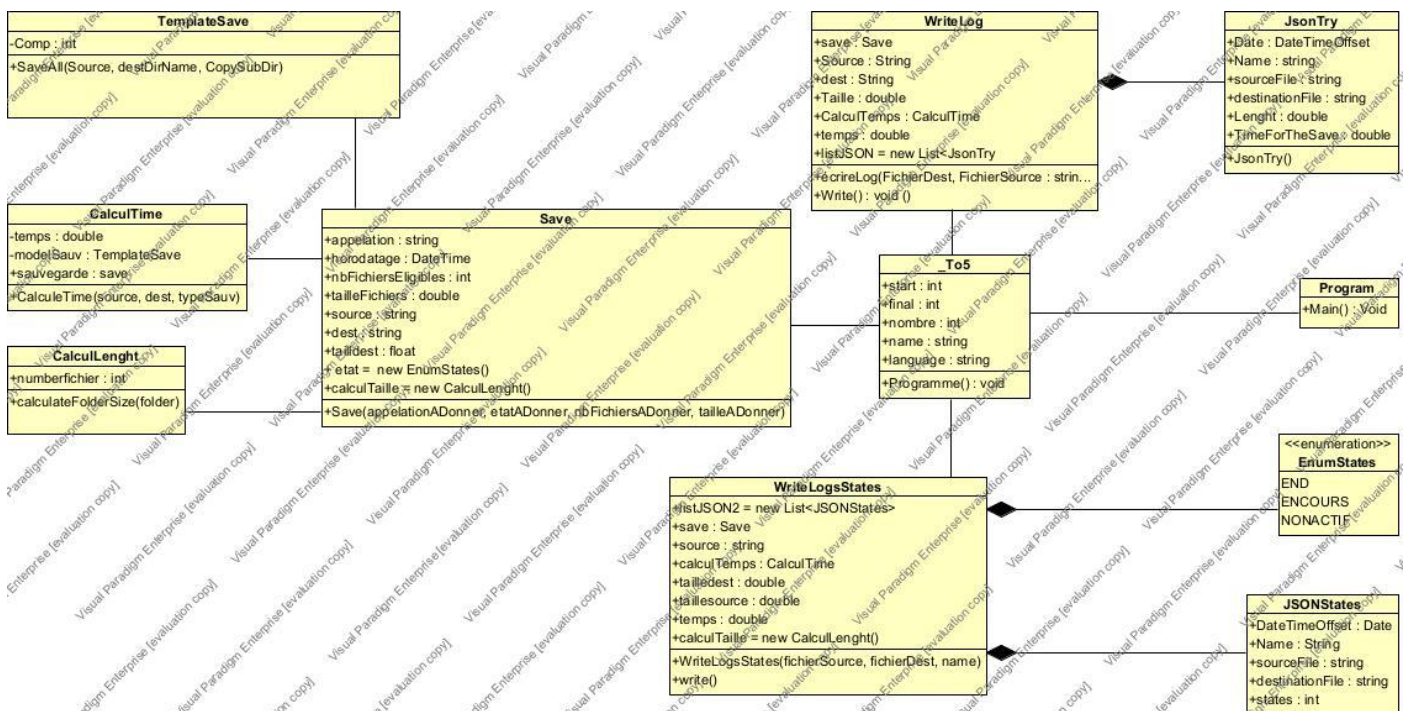 TemplateSave
-Comp : int
+SaveAll(Source, destDirName, CopySubDir)
WriteLog
+save : Save
+Source : String
+dest : String
+Taille : double
+CalculTemps : CalculTime
+temps : double
+listJSON = new List<JsonTry
+écrireLog(FichierDest, FichierSource : strin...
+Write() : void ()
JsonTry
+Date : DateTimeOffset
+Name : string
+sourceFile : string
+destinationFile : string
+Lenght : double
+TimeForTheSave : double
+JsonTry()
CalculTime
-temps : double
-modelSauv : TemplateSave
+sauvegarde : save
+CalculeTime(source, dest, typeSauv)
Save
+appelation : string
+horodatage : DateTime
+nbFichiersEligibles : int
+tailleFichiers : double
+source : string
+dest : string
+tailldest : float
+etat = new EnumStates()
+calculTaille = new CalculLenght()
+Save(appelationADonner, etatADonner, nbFichiersADonner, tailleADonner)
_To5
+start : int
+final : int
+nombre : int
+name : string
+language : string
+Programme() : void
Program
+Main() : Void
CalculLenght
+numberfichier : int
+calculateFolderSize(folder)
<<enumeration>>
EnumStates
END
ENCOURS
NONACTIF
WriteLogsStates
+listJSON2 = new List<JSONStates>
+save : Save
+source : string
+calculTemps : CalculTime
+tailledest : double
+taillesource : double
+temps : double
+calculTaille = new CalculLenght()
+WriteLogsStates(fichierSource, fichierDest, name)
+write()
JSONStates
+DateTimeOffset : Date
+Name : String
+sourceFile : string
+destinationFile : string
+states : int
Visual Paradigm Enterprise [evaluation copy]